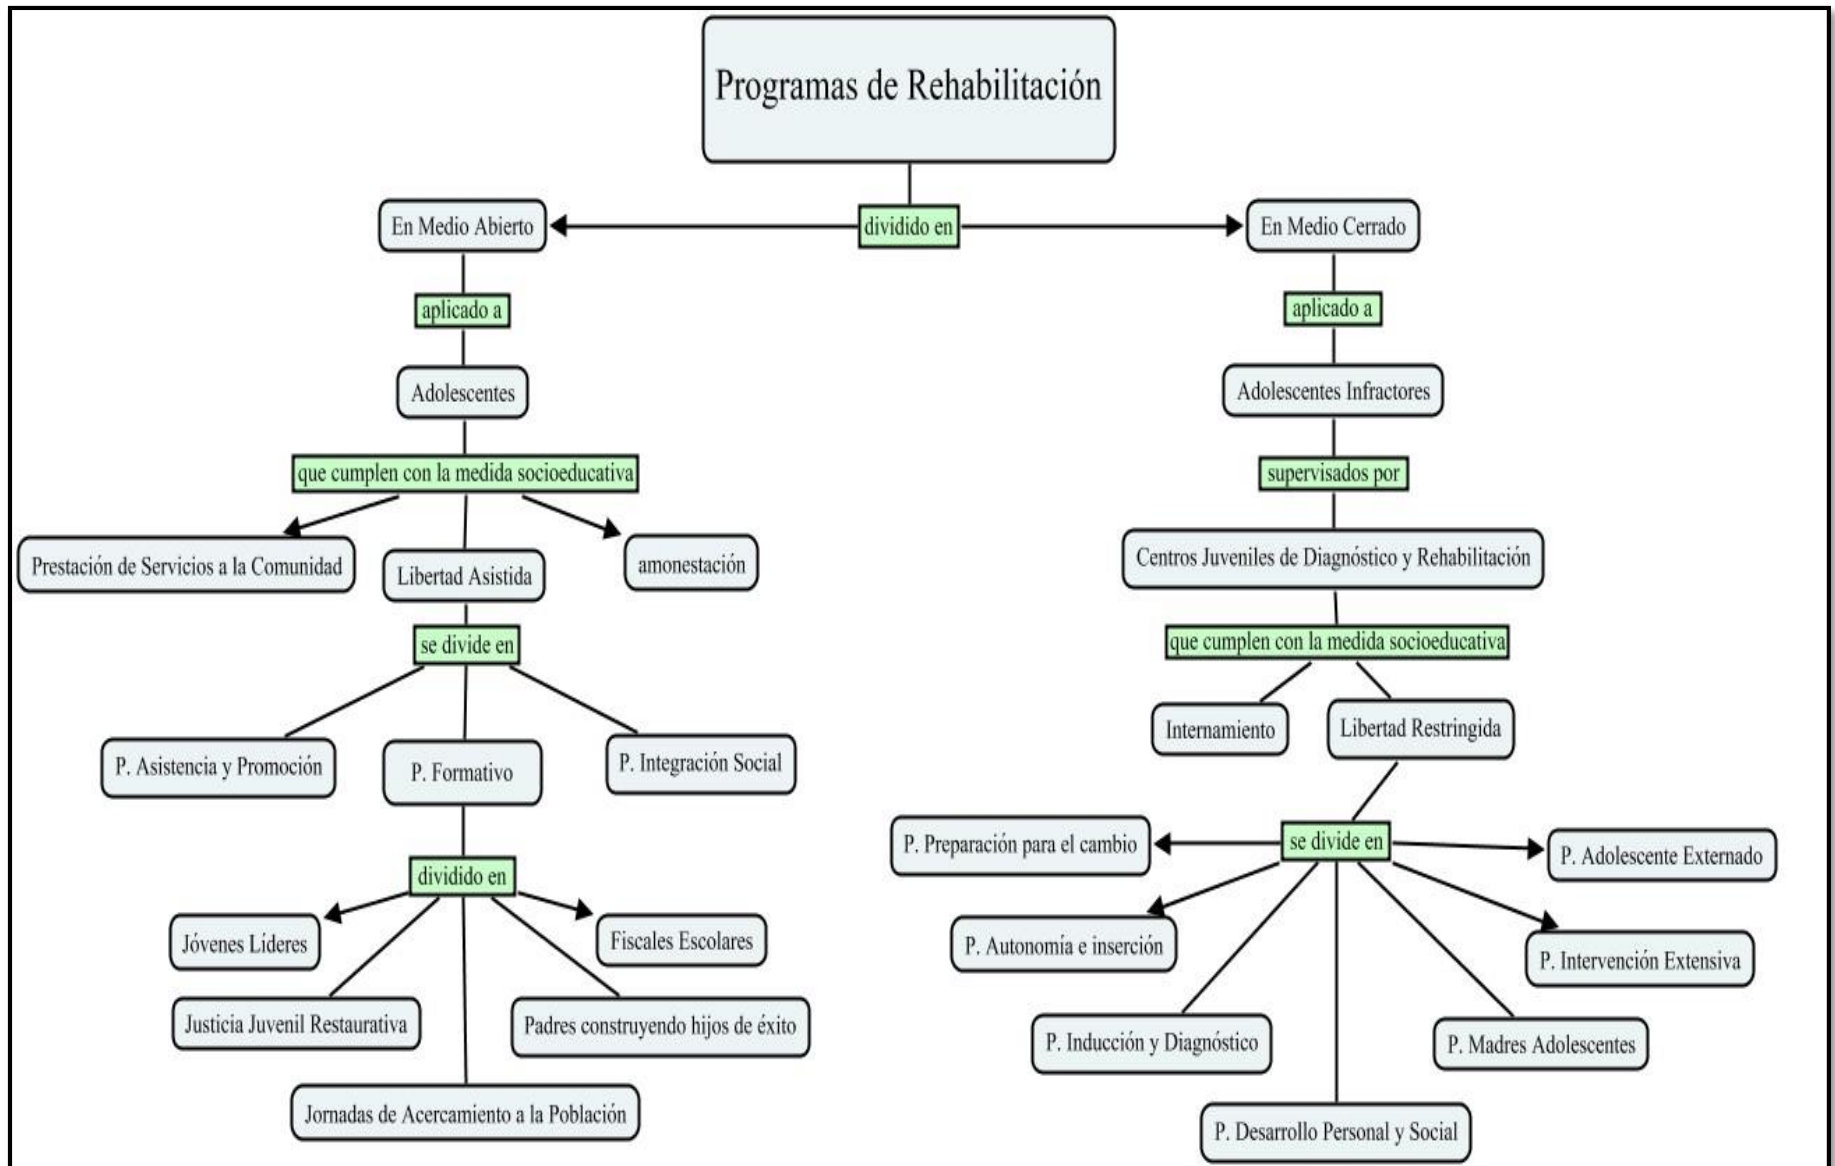 Programas de Rehabilitación
En Medio Abierto
dividido en
En Medio Cerrado
aplicado a
aplicado a
Adolescentes
Adolescentes Infractores
que cumplen con la medida socioeducativa
supervisados por
Prestación de Servicios a la Comunidad
Libertad Asistida
amonestación
Centros Juveniles de Diagnóstico y Rehabilitación
se divide en
que cumplen con la medida socioeducativa
Internamiento
Libertad Restringida
P. Asistencia y Promoción
P. Formativo
P. Integración Social
P. Preparación para el cambio
se divide en
P. Adolescente Externado
dividido en
Jóvenes Líderes
Fiscales Escolares
P. Autonomía e inserción
P. Intervención Extensiva
Justicia Juvenil Restaurativa
Padres construyendo hijos de éxito
P. Inducción y Diagnóstico
P. Madres Adolescentes
Jornadas de Acercamiento a la Población
P. Desarrollo Personal y Social